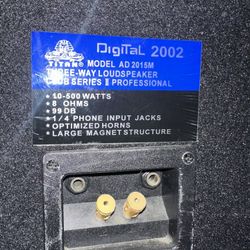 DigiTaL 2002
TITAN
MODEL AD 2015M
THREE-WAY LOUDSPEAKER
SERIES II PROFESSIONAL
• 10-500 WATTS
• 8 OHMS
• 99 DB
• 1/4 PHONE INPUT JACKS
• OPTIMIZED HORNS
• LARGE MAGNET STRUCTURE